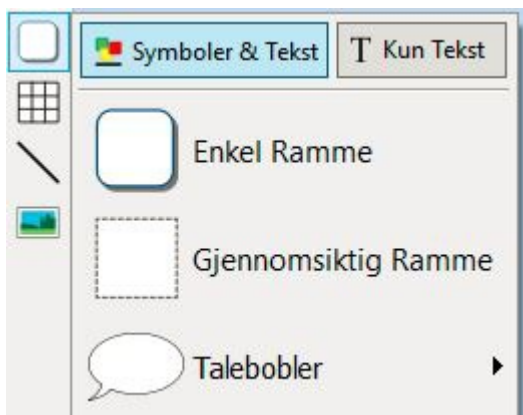 Symboler & Tekst
T Kun Tekst
Enkel Ramme
Gjennomsiktig Ramme
Talebobler